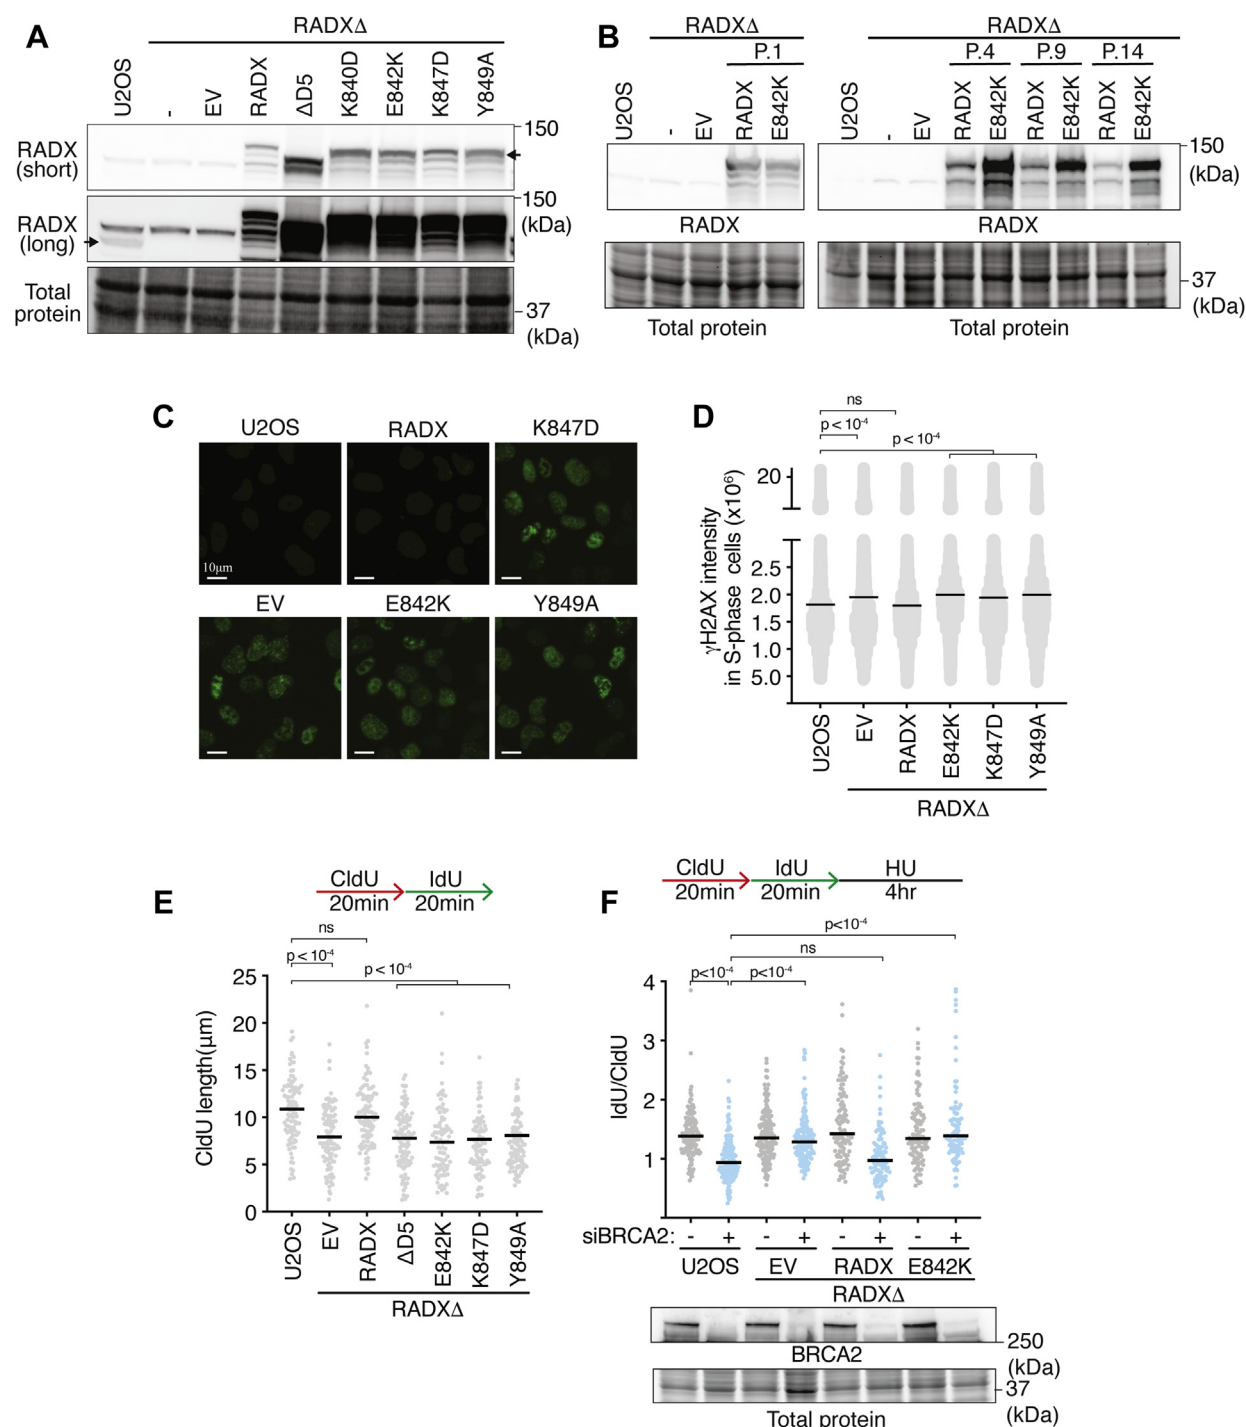 A
RADXΔ
U2OS
-
EV
RADX
ΔD5
K840D
E842K
K847D
Y849A
RADX
(short)
150
RADX
(long)
150
(kDa)
Total
protein
37
(kDa)
B
RADXΔ
P.1
U2OS
-
EV
RADX
E842K
RADXΔ
P.4
P.9
P.14
U2OS
-
EV
RADX
E842K
RADX
E842K
RADX
E842K
150
(kDa)
RADX
RADX
37
(kDa)
Total protein
Total protein
C
U2OS
RADX
K847D
10μm
EV
E842K
Y849A
D
ns
p < 10-4
p < 10-4
γH2AX intensity
in S-phase cells (x10⁶)
20
2.5
2.0
1.5
1.0
5.0
U2OS
EV
RADX
E842K
K847D
Y849A
RADXΔ
E
CldU
IdU
20min
20min
ns
p < 10-4
p < 10-4
CldU length(μm)
25
20
15
10
5
0
U2OS
EV
RADX
ΔD5
E842K
K847D
Y849A
RADXΔ
F
CldU
IdU
HU
20min
20min
4hr
p<10-4
ns
p<10-4
p<10-4
IdU/CldU
4
3
2
1
siBRCA2: - + - + - + - +
U2OS
EV
RADX
E842K
RADXΔ
250
(kDa)
BRCA2
37
(kDa)
Total protein